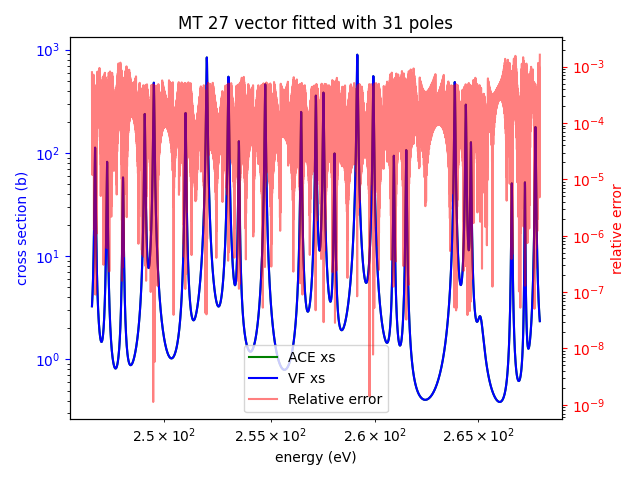 MT 27 vector fitted with 31 poles
cross section (b)
10³
10²
10¹
10⁰
10⁻³
10⁻⁴
10⁻⁵
10⁻⁶
10⁻⁷
10⁻⁸
10⁻⁹
relative error
ACE xs
VF xs
Relative error
2.5 × 10² 2.55 × 10² 2.6 × 10² 2.65 × 10²
energy (eV)